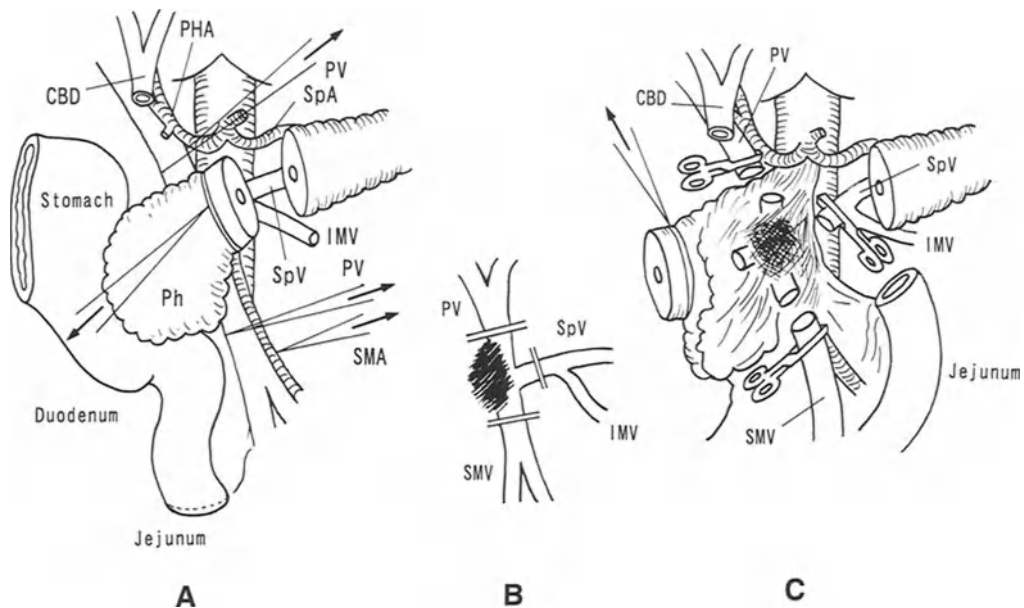 PHA
PV
SpA
CBD
Stomach
IMV
SpV
PV
Ph
SMA
Duodenum
Jejunum
A
PV
SpV
IMV
SMV
B
PV
CBD
SpV
IMV
Jejunum
SMV
C